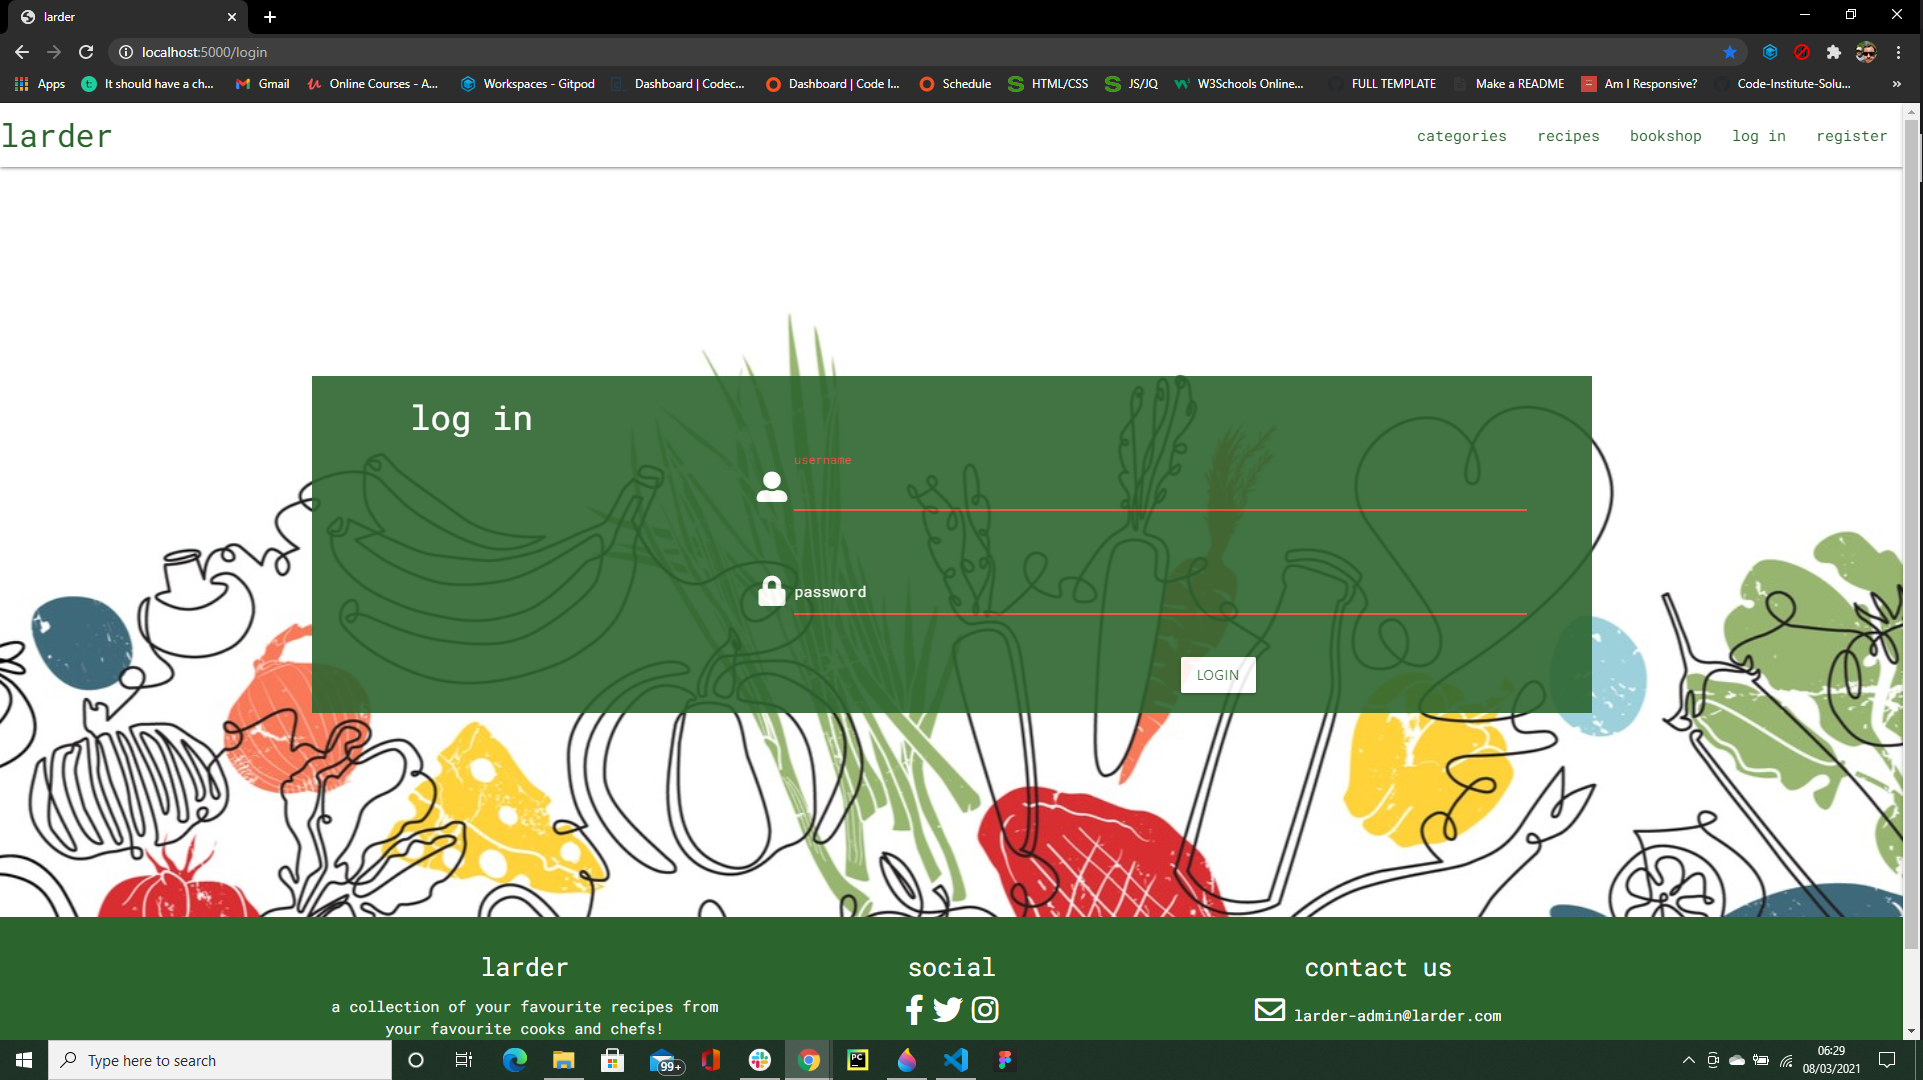 larder
localhost:5000/login
Apps It should have a ch... Gmail Online Courses - A... Workspaces - Gitpod Dashboard | Codec... Dashboard | Code I... Schedule HTML/CSS JS/JQ W3Schools Online... FULL TEMPLATE Make a README Am I Responsive? Code-Institute-Solu... »
larder categories recipes bookshop log in register
log in
username
password
LOGIN
larder social contact us
a collection of your favourite recipes from
your favourite cooks and chefs!
larder-admin@larder.com
Type here to search
99+
PC
06:29
08/03/2021